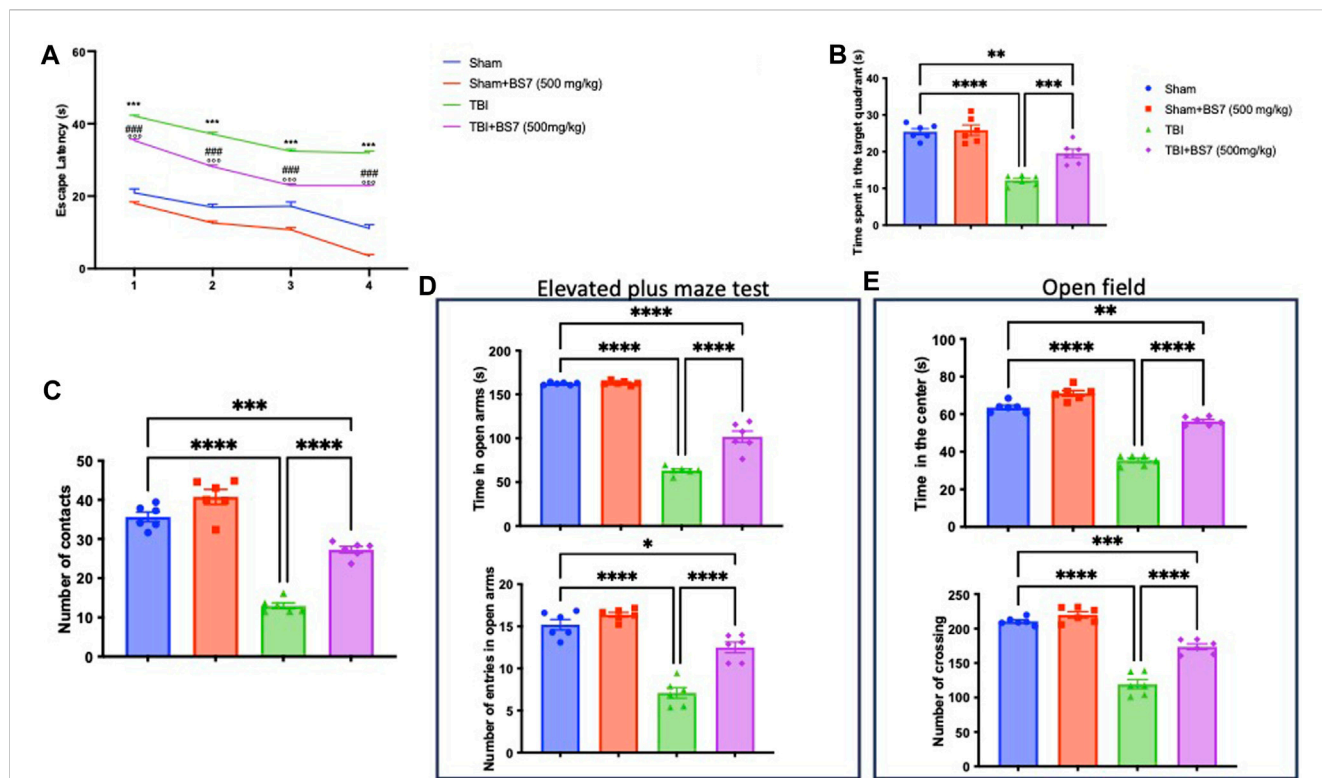 A
60
40
20
0
Escape Latency (s)
***
***
***
***
###
°°°
###
°°°
###
°°°
###
°°°
1 2 3 4
Sham
Sham+BS7 (500 mg/kg)
TBI
TBI+BS7 (500mg/kg)
B
**
**** ***
40
30
20
10
0
Time spent in the target quadrant (s)
Sham
Sham+BS7 (500 mg/kg)
TBI
TBI+BS7 (500mg/kg)
C
***
**** ****
50
40
30
20
10
0
Number of contacts
D
Elevated plus maze test
****
**** ****
200
150
100
50
0
Time in open arms (s)
*
**** ****
20
15
10
5
0
Number of entries in open arms
E
Open field
**
**** ****
100
80
60
40
20
0
Time in the center (s)
***
**** ****
250
200
150
100
50
0
Number of crossing